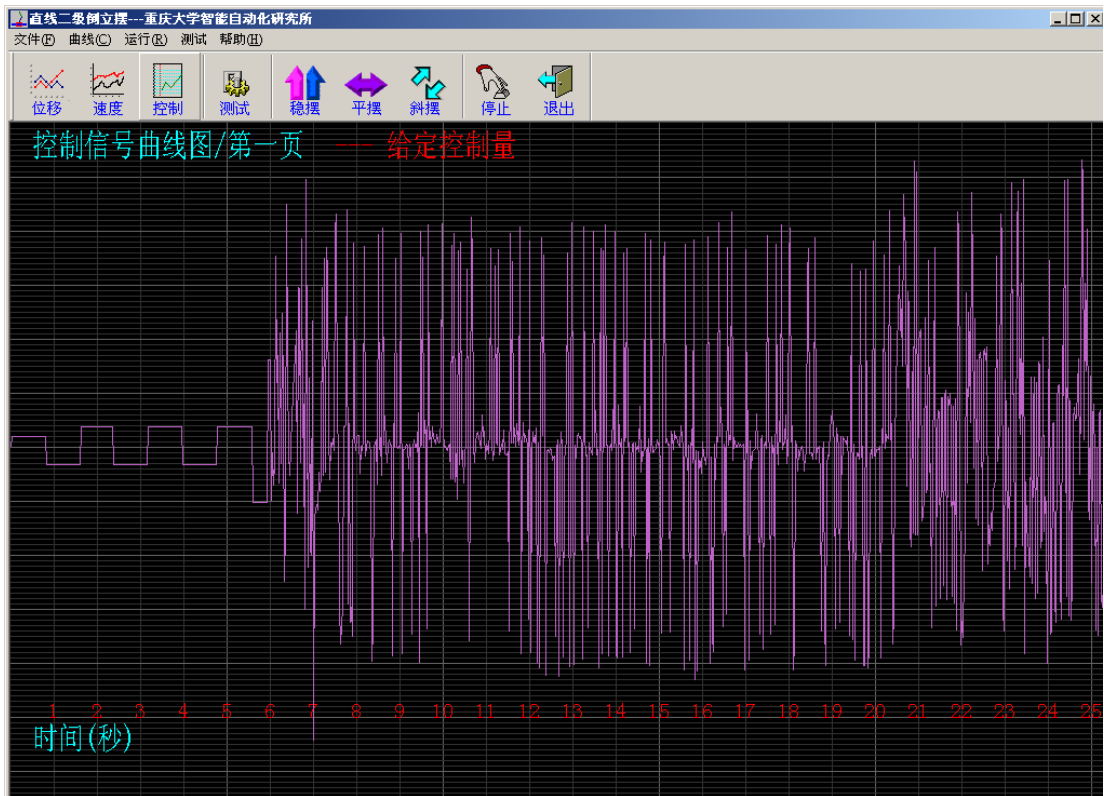 直线二级倒立摆---重庆大学智能自动化研究所
文件(F) 曲线(C) 运行(R) 测试 帮助(H)
位移 速度 控制 测试 稳摆 平摆 斜摆 停止 退出
控制信号曲线图/第一页 --- 给定控制量
1 2 3 4 5 6 7 8 9 10 11 12 13 14 15 16 17 18 19 20 21 22 23 24 25
时间(秒)